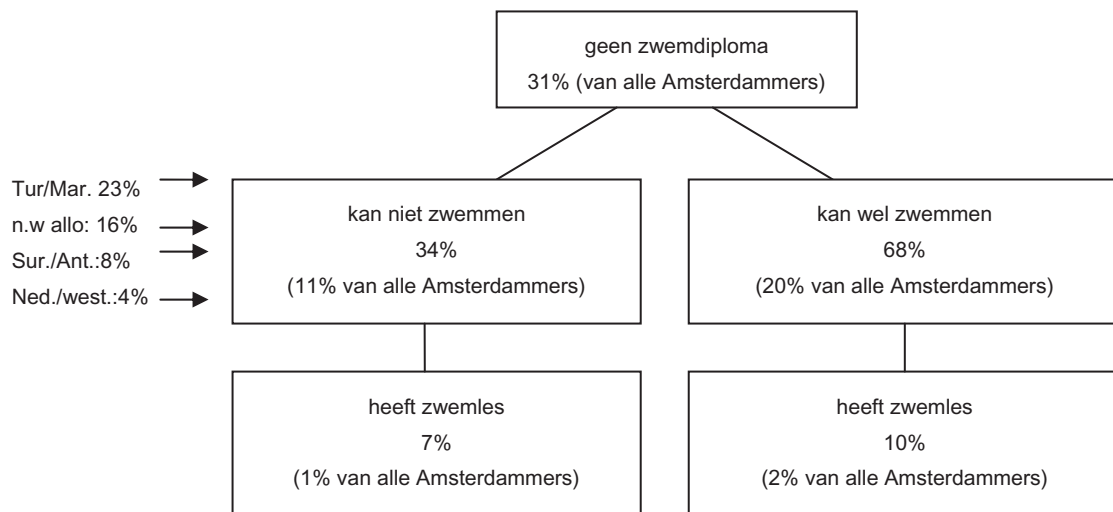 geen zwemdiploma
31% (van alle Amsterdammers)
Tur/Mar. 23%
n.w allo: 16%
Sur./Ant.:8%
Ned./west.:4%
kan niet zwemmen
34%
(11% van alle Amsterdammers)
kan wel zwemmen
68%
(20% van alle Amsterdammers)
heeft zwemles
7%
(1% van alle Amsterdammers)
heeft zwemles
10%
(2% van alle Amsterdammers)